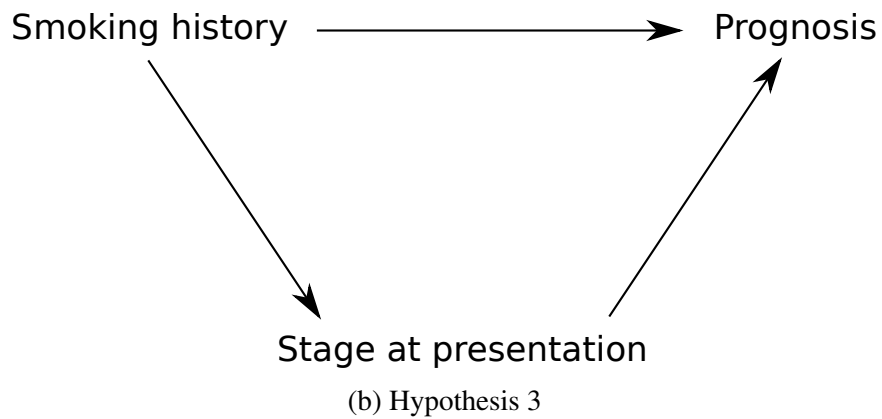 Smoking history
Prognosis
Stage at presentation
(b) Hypothesis 3